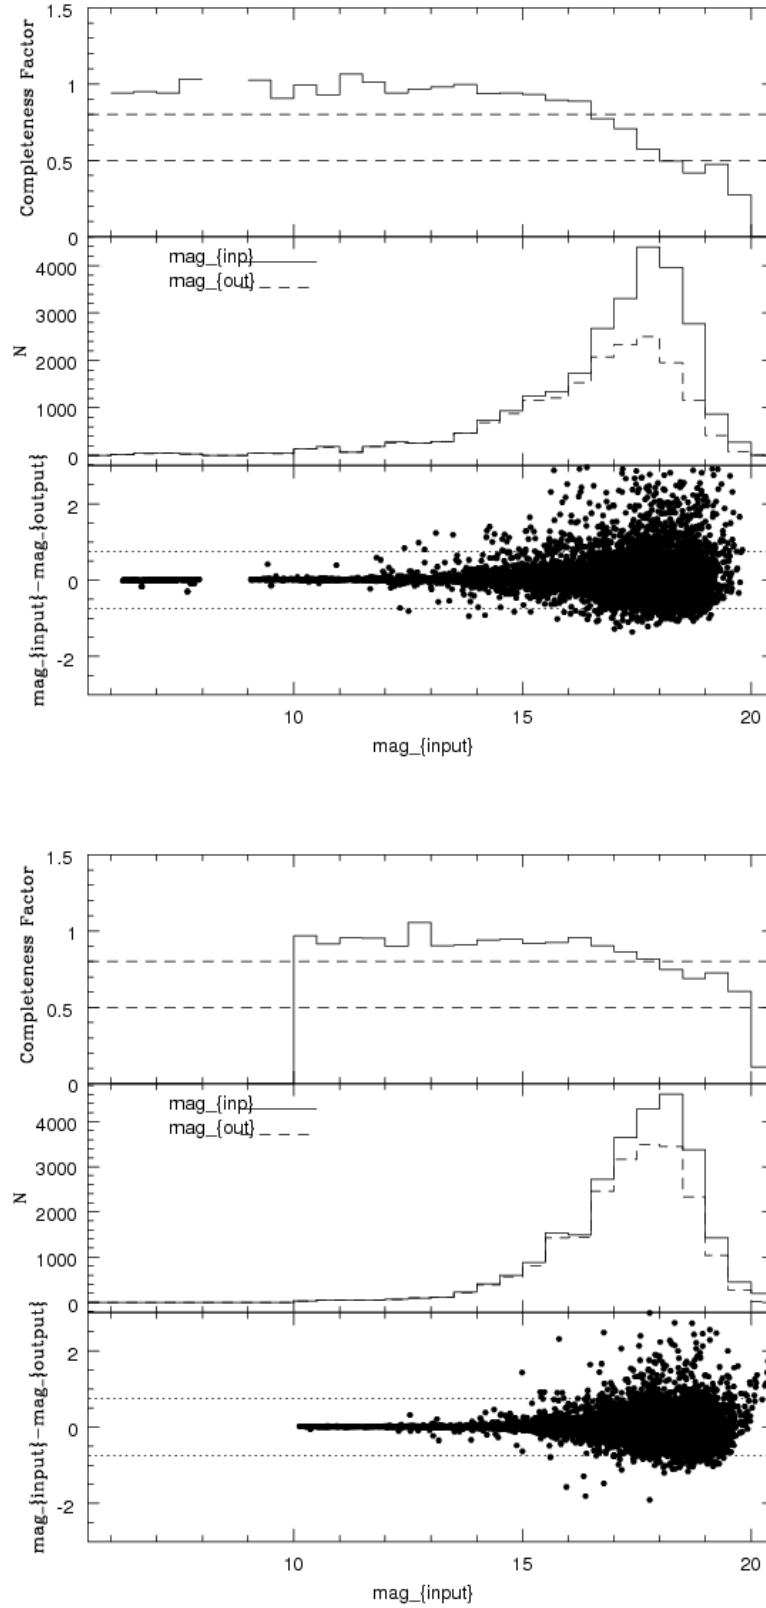 1.5
1
0.5
0
Completeness Factor
mag_{inp}
mag_{out}
4000
3000
2000
1000
0
N
2
0
-2
mag_{input}-mag_{output}
10 15 20
mag_{input}
1.5
1
0.5
0
Completeness Factor
mag_{inp}
mag_{out}
4000
3000
2000
1000
0
N
2
0
-2
mag_{input}-mag_{output}
10 15 20
mag_{input}